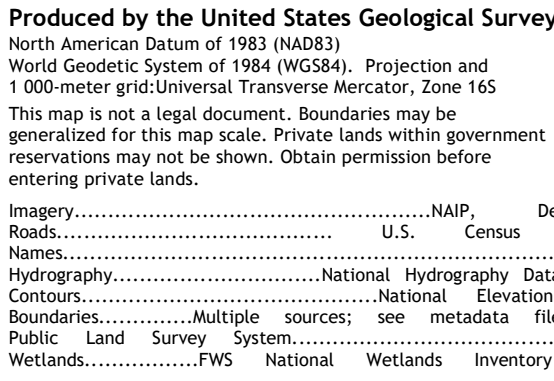 Produced by the United States Geological Survey
North American Datum of 1983 (NAD83)
World Geodetic System of 1984 (WGS84). Projection and
1 000-meter grid:Universal Transverse Mercator, Zone 16S
This map is not a legal document. Boundaries may be
generalized for this map scale. Private lands within government
reservations may not be shown. Obtain permission before
entering private lands.
Imagery.....................................................NAIP,
Roads......................................... U.S. Census
Names............................................................
Hydrography...............................National Hydrography
Contours............................................National Elevation
Boundaries..............Multiple sources; see metadata
Public Land Survey System.......................................
Wetlands.................FWS National Wetlands Inventory